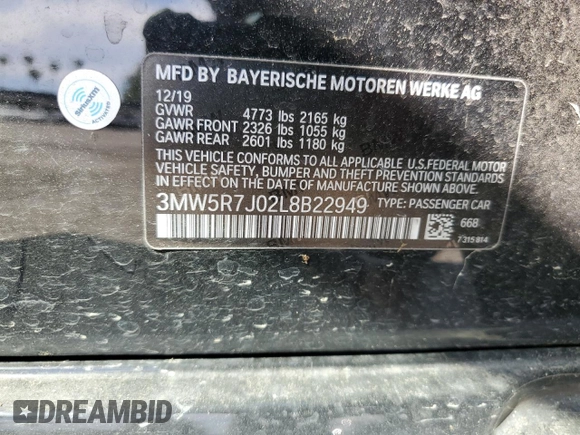 MFD BY BAYERISCHE MOTOREN WERKE AG
12/19
GVWR 4773 lbs 2165 kg
GAWR FRONT 2326 lbs 1055 kg
GAWR REAR 2601 lbs 1180 kg
THIS VEHICLE CONFORMS TO ALL APPLICABLE U.S.FEDERAL MOTOR
VEHICLE SAFETY, BUMPER AND THEFT PREVENTION STANDARDS
IN EFFECT ON THE DATE OF MANUFACTURE SHOWN ABOVE.
3MW5R7J02L8B22949 TYPE: PASSENGER CAR
668
7315814
SiriusXM
ACTIVATED
DREAMBID